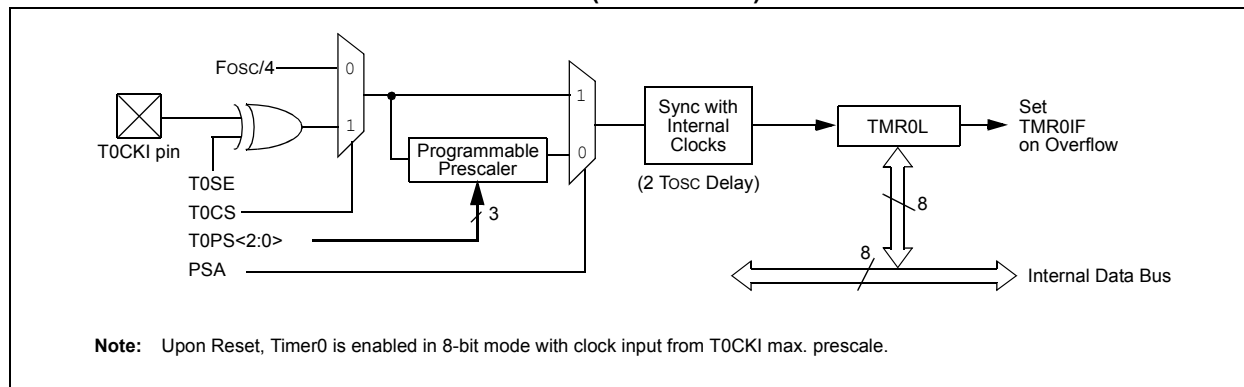 Fosc/4
0
1
T0CKI pin
T0SE
T0CS
T0PS<2:0>
PSA
Programmable
Prescaler
3
1
0
Sync with
Internal
Clocks
(2 Tosc Delay)
TMR0L
Set
TMR0IF
on Overflow
8
8
Internal Data Bus
Note: Upon Reset, Timer0 is enabled in 8-bit mode with clock input from T0CKI max. prescale.